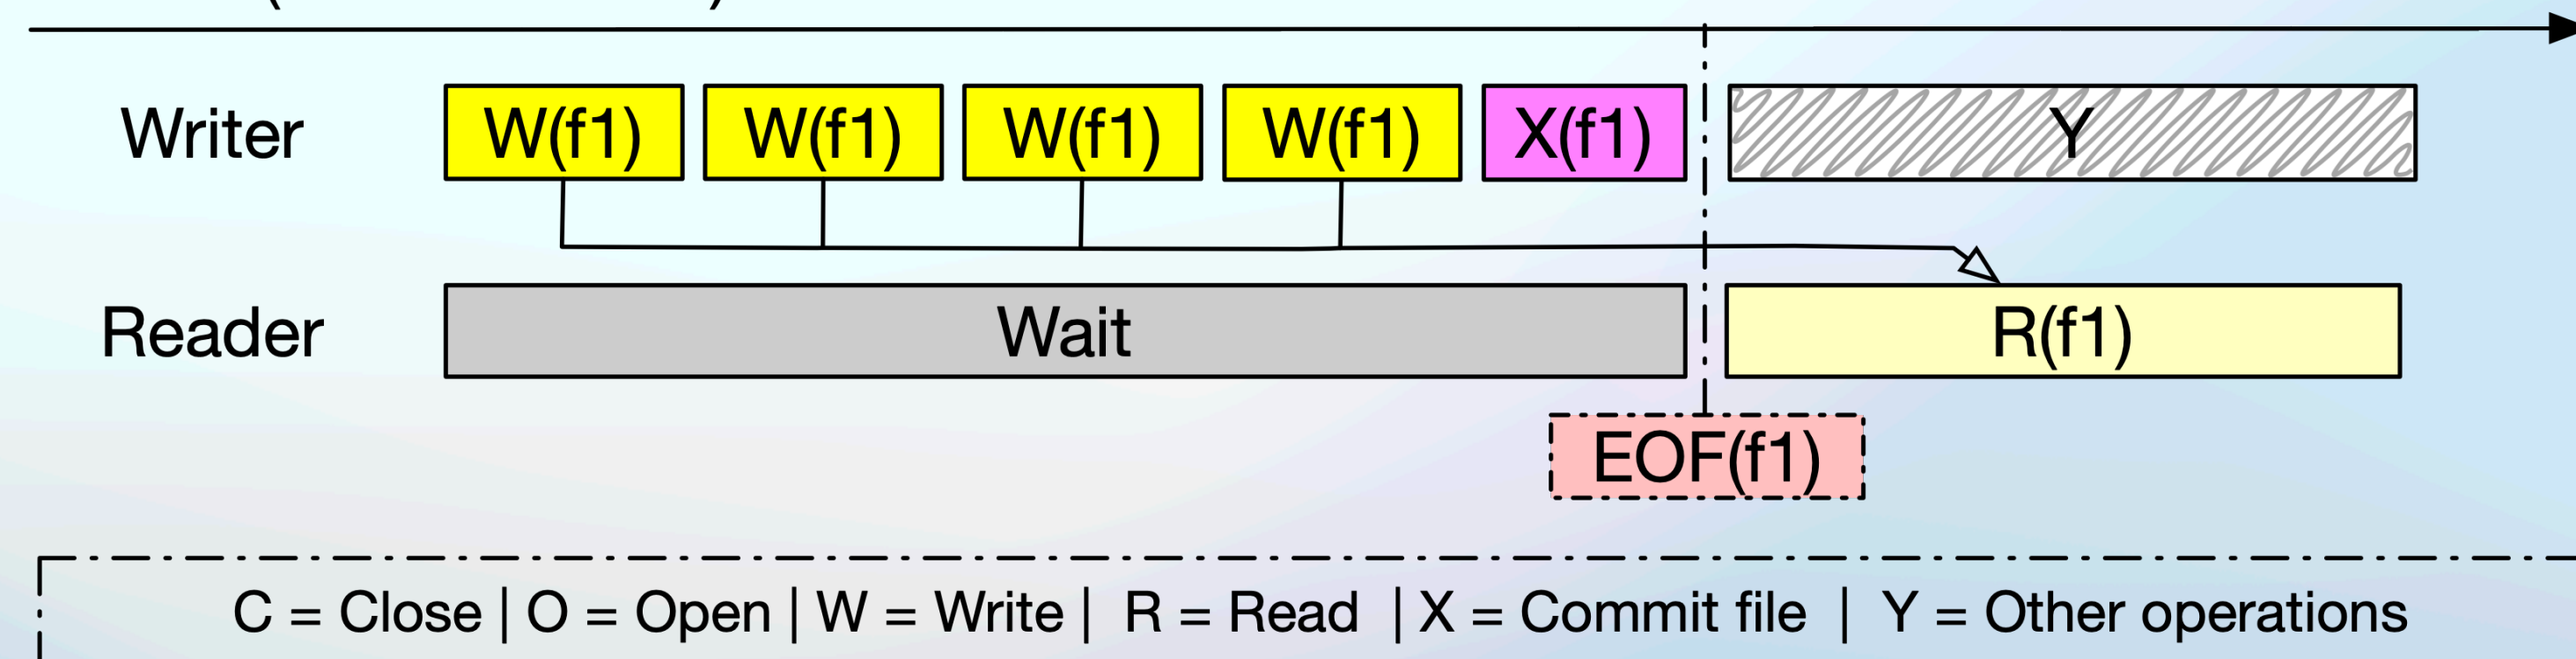 Writer W(f1) W(f1) W(f1) W(f1) X(f1) Y
Reader Wait R(f1)
EOF(f1)
C = Close | O = Open | W = Write | R = Read | X = Commit file | Y = Other operations